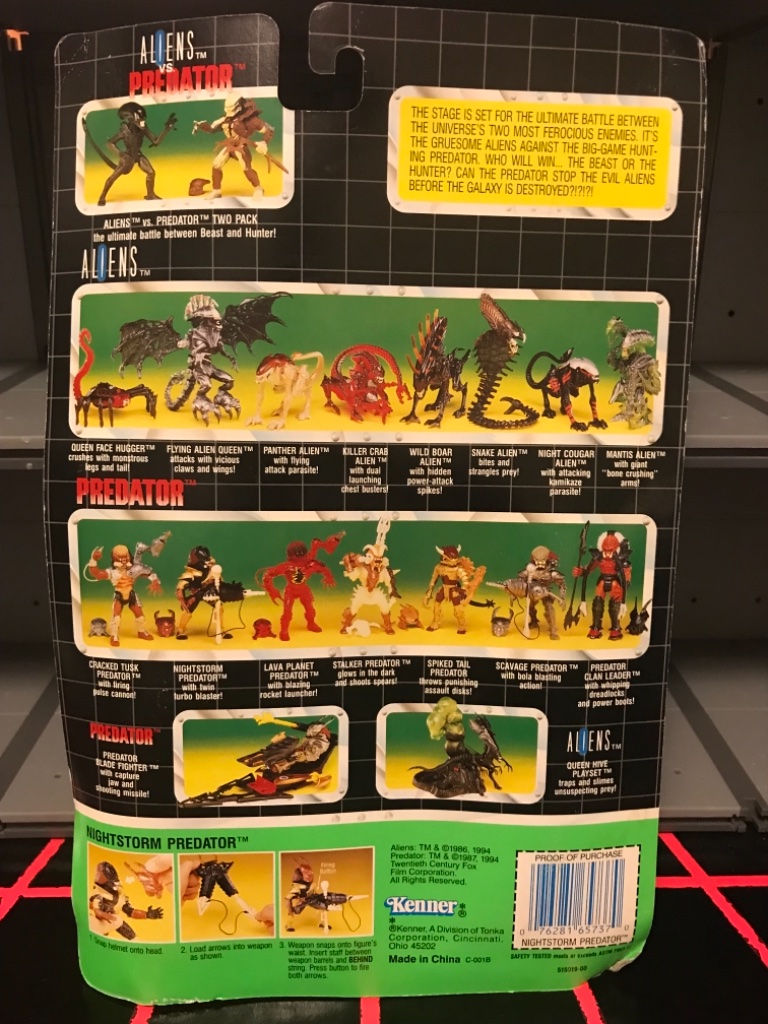 ALIENS™
VS
PREDATOR™
THE STAGE IS SET FOR THE ULTIMATE BATTLE BETWEEN
THE UNIVERSE'S TWO MOST FEROCIOUS ENEMIES. IT'S
THE GRUESOME ALIENS AGAINST THE BIG-GAME HUNT-
ING PREDATOR. WHO WILL WIN... THE BEAST OR THE
HUNTER? CAN THE PREDATOR STOP THE EVIL ALIENS
BEFORE THE GALAXY IS DESTROYED?!?!?!
ALIENS™ vs. PREDATOR™ TWO PACK
the ultimate battle between Beast and Hunter!
ALIENS™
QUEEN FACE HUGGER™
crushes with monstrous
legs and tail!
FLYING ALIEN QUEEN™
attacks with vicious
claws and wings!
PANTHER ALIEN™
with flying
attack parasite!
KILLER CRAB
ALIEN™
with dual
launching
chest busters!
WILD BOAR
ALIEN™
with hidden
power-attack
spikes!
SNAKE ALIEN™
bites and
strangles prey!
NIGHT COUGAR
ALIEN™
with attacking
kamikaze
parasite!
MANTIS ALIEN™
with giant
"bone crushing"
arms!
PREDATOR™
CRACKED TUSK
PREDATOR™
with firing
pulse cannon!
NIGHTSTORM
PREDATOR™
with twin
turbo blaster!
LAVA PLANET
PREDATOR™
with blazing
rocket launcher!
STALKER PREDATOR™
glows in the dark
and shoots spears!
SPIKED TAIL
PREDATOR
throws punishing
assault disks!
SCAVAGE PREDATOR™
with bola blasting
action!
PREDATOR
CLAN LEADER™
with whipping
dreadlocks
and power boots!
PREDATOR™
PREDATOR
BLADE FIGHTER™
with capture
jaw and
shooting missile!
ALIENS™
QUEEN HIVE
PLAYSET™
traps and slimes
unsuspecting prey!
NIGHTSTORM PREDATOR™
firing
button
1. Snap helmet onto head.
2. Load arrows into weapon
as shown.
3. Weapon snaps onto figure's
waist. Insert staff between
weapon barrels and BEHIND
string. Press button to fire
both arrows.
Aliens: TM & ©1986, 1994
Predator: TM & ©1987, 1994
Twentieth Century Fox
Film Corporation.
All Rights Reserved.
Kenner®
®Kenner, A Division of Tonka
Corporation, Cincinnati,
Ohio 45202
Made in China C-001B
PROOF OF PURCHASE
0 76281 65737 0
NIGHTSTORM PREDATOR™
SAFETY TESTED